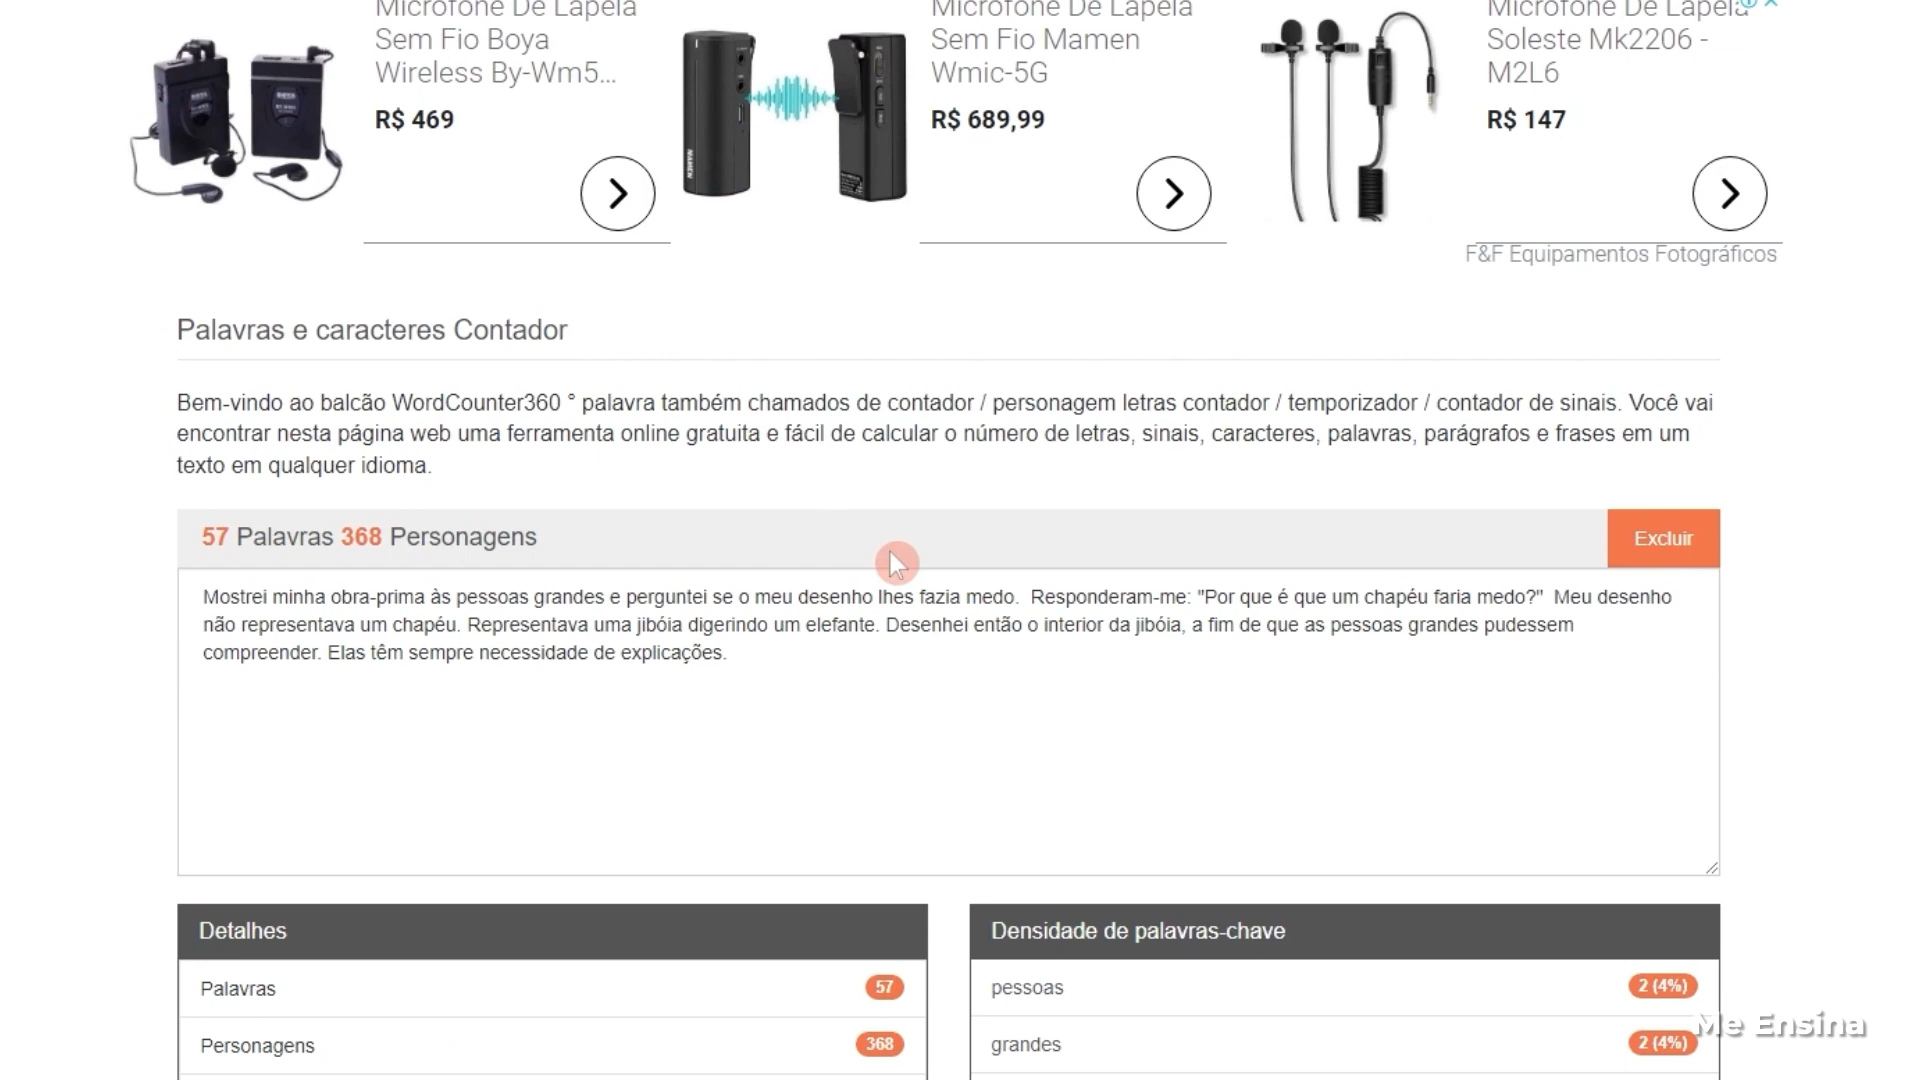 Microfone De Lapela
Sem Fio Boya
Wireless By-Wm5...
R$ 469
Microfone De Lapela
Sem Fio Mamen
Wmic-5G
R$ 689,99
Microfone De Lapela
Soleste Mk2206 -
M2L6
R$ 147
F&F Equipamentos Fotográficos
Palavras e caracteres Contador
Bem-vindo ao balcão WordCounter360 ° palavra também chamados de contador / personagem letras contador / temporizador / contador de sinais. Você vai
encontrar nesta página web uma ferramenta online gratuita e fácil de calcular o número de letras, sinais, caracteres, palavras, parágrafos e frases em um
texto em qualquer idioma.
57 Palavras 368 Personagens
Excluir
Mostrei minha obra-prima às pessoas grandes e perguntei se o meu desenho lhes fazia medo.  Responderam-me: "Por que é que um chapéu faria medo?"  Meu desenho
não representava um chapéu. Representava uma jibóia digerindo um elefante. Desenhei então o interior da jibóia, a fim de que as pessoas grandes pudessem
compreender. Elas têm sempre necessidade de explicações.
Detalhes
Palavras 57
Personagens 368
Densidade de palavras-chave
pessoas 2 (4%)
grandes 2 (4%)
Me Ensina